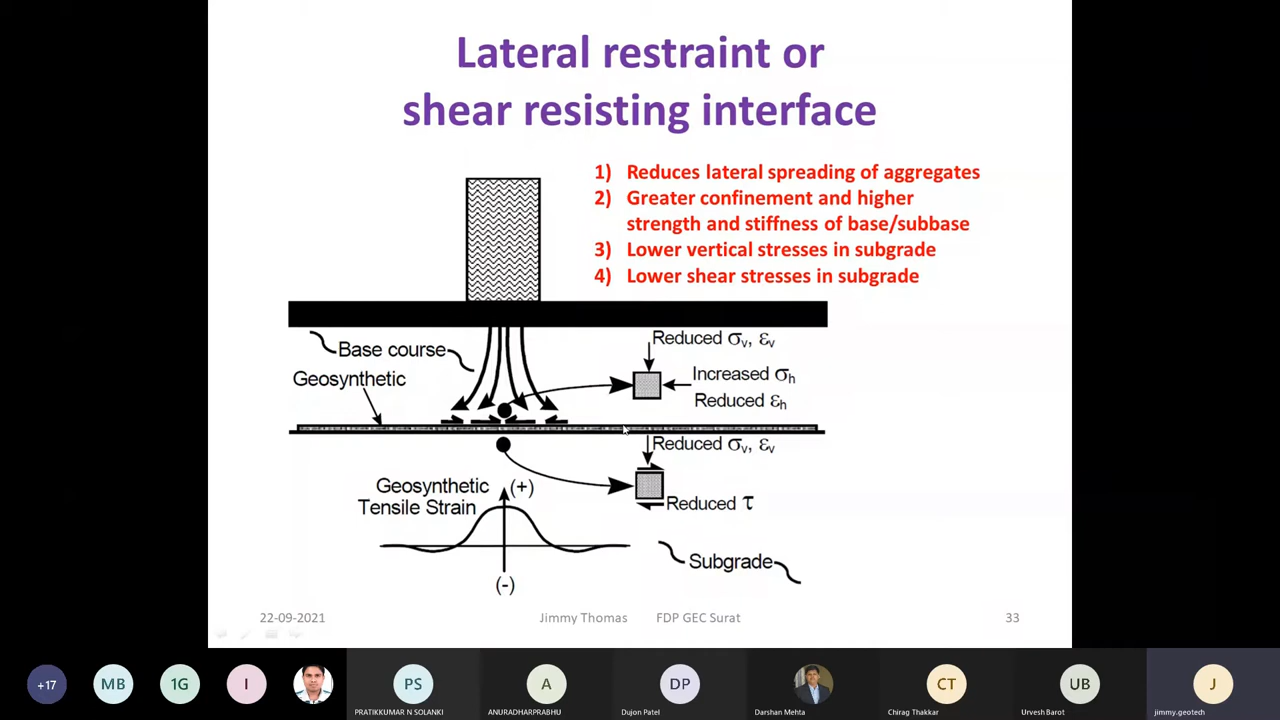 Lateral restraint or
shear resisting interface
1) Reduces lateral spreading of aggregates
2) Greater confinement and higher
strength and stiffness of base/subbase
3) Lower vertical stresses in subgrade
4) Lower shear stresses in subgrade
Reduced σv, εv
Base course
Increased σh
Geosynthetic
Reduced εh
Reduced σv, εv
Geosynthetic (+)
Tensile Strain
Reduced τ
Subgrade
(-)
22-09-2021 Jimmy Thomas FDP GEC Surat 33
+17 MB 1G I PS A DP CT UB J
PRATIKKUMAR N SOLANKI ANURADHARPRABHU Dujon Patel Darshan Mehta Chirag Thakkar Urvesh Barot jimmy.geotech